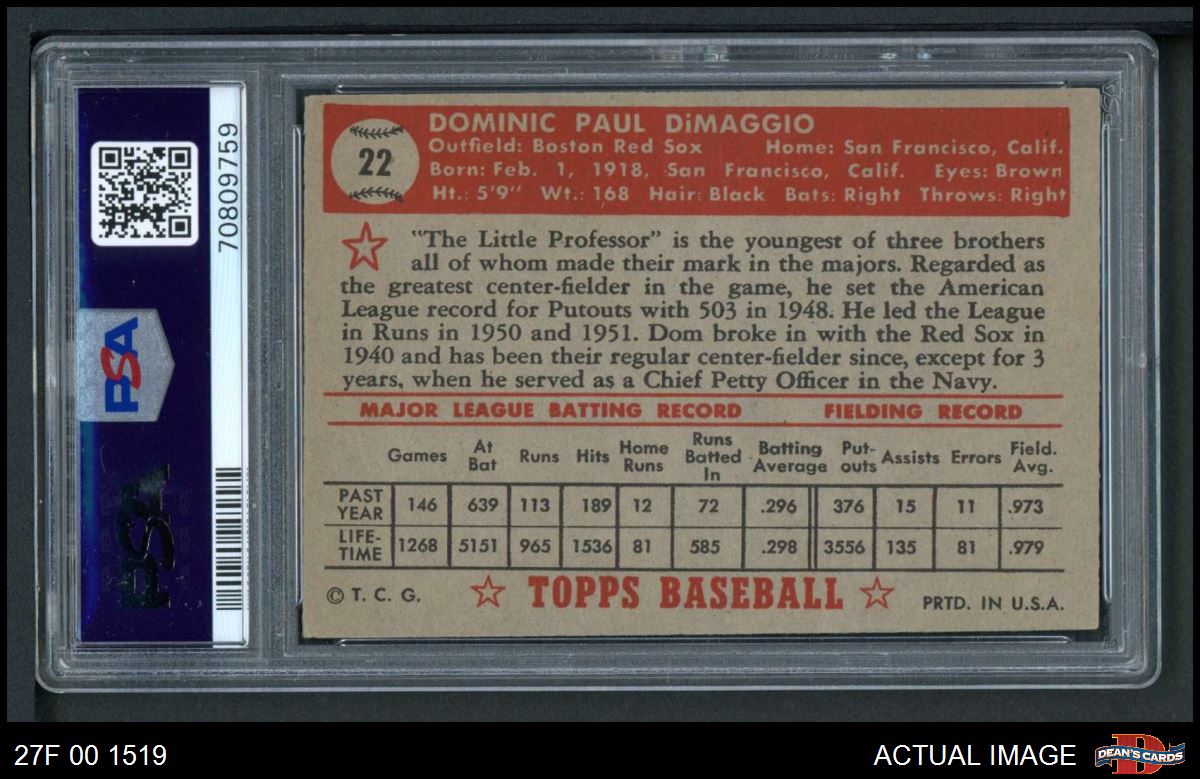 70809759
PSA
PSA
22
DOMINIC PAUL DiMAGGIO
Outfield: Boston Red Sox Home: San Francisco, Calif.
Born: Feb. 1, 1918, San Francisco, Calif. Eyes: Brown
Ht.: 5'9" Wt.: 168 Hair: Black Bats: Right Throws: Right
"The Little Professor" is the youngest of three brothers
all of whom made their mark in the majors. Regarded as
the greatest center-fielder in the game, he set the American
League record for Putouts with 503 in 1948. He led the League
in Runs in 1950 and 1951. Dom broke in with the Red Sox in
1940 and has been their regular center-fielder since, except for 3
years, when he served as a Chief Petty Officer in the Navy.
MAJOR LEAGUE BATTING RECORD FIELDING RECORD
Games At Bat Runs Hits Home Runs Runs Batted In Batting Average Put-outs Assists Errors Field. Avg.
PAST YEAR 146 639 113 189 12 72 .296 376 15 11 .973
LIFE-TIME 1268 5151 965 1536 81 585 .298 3556 135 81 .979
© T. C. G. TOPPS BASEBALL PRTD. IN U.S.A.
27F 00 1519 ACTUAL IMAGE DEAN'S CARDS